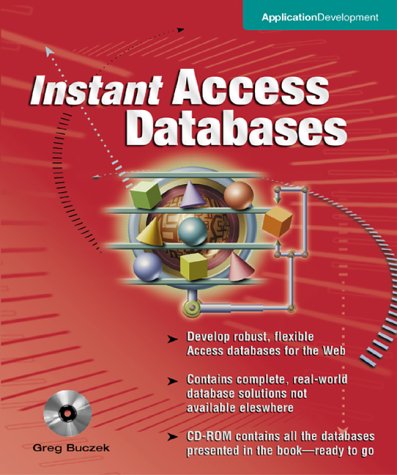 ApplicationDevelopment
Instant Access
Databases
Develop robust, flexible
Access databases for the Web
Contains complete, real-world
database solutions not
available eleswhere
CD-ROM contains all the databases
presented in the book—ready to go
Greg Buczek